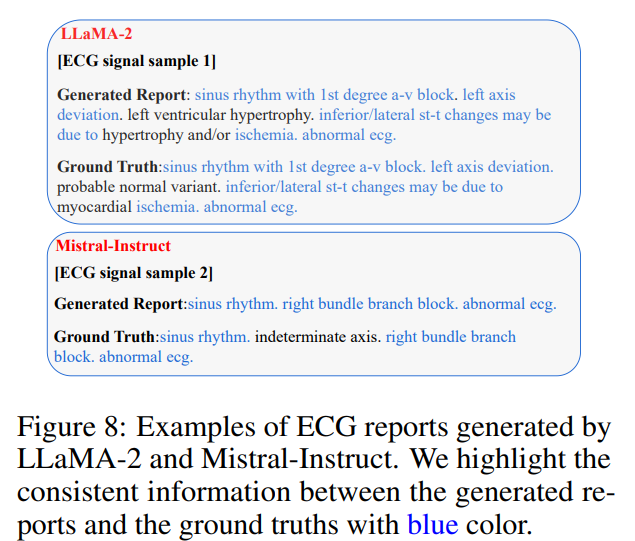 LLaMA-2
[ECG signal sample 1]
Generated Report: sinus rhythm with 1st degree a-v block. left axis
deviation. left ventricular hypertrophy. inferior/lateral st-t changes may be
due to hypertrophy and/or ischemia. abnormal ecg.
Ground Truth:sinus rhythm with 1st degree a-v block. left axis deviation.
probable normal variant. inferior/lateral st-t changes may be due to
myocardial ischemia. abnormal ecg.
Mistral-Instruct
[ECG signal sample 2]
Generated Report:sinus rhythm. right bundle branch block. abnormal ecg.
Ground Truth:sinus rhythm. indeterminate axis. right bundle branch
block. abnormal ecg.
Figure 8: Examples of ECG reports generated by
LLaMA-2 and Mistral-Instruct. We highlight the
consistent information between the generated re-
ports and the ground truths with blue color.